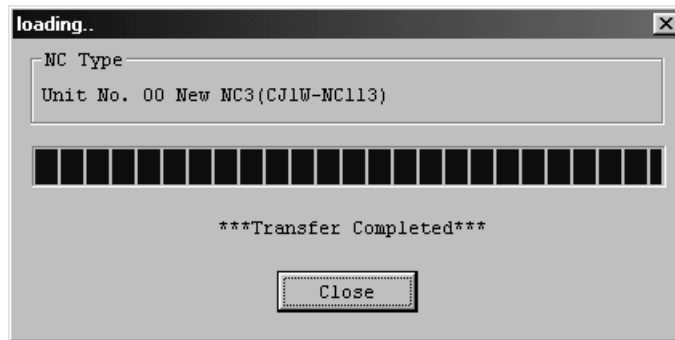 loading..
NC Type
Unit No. 00 New NC3(CJ1W-NC113)
***Transfer Completed***
Close